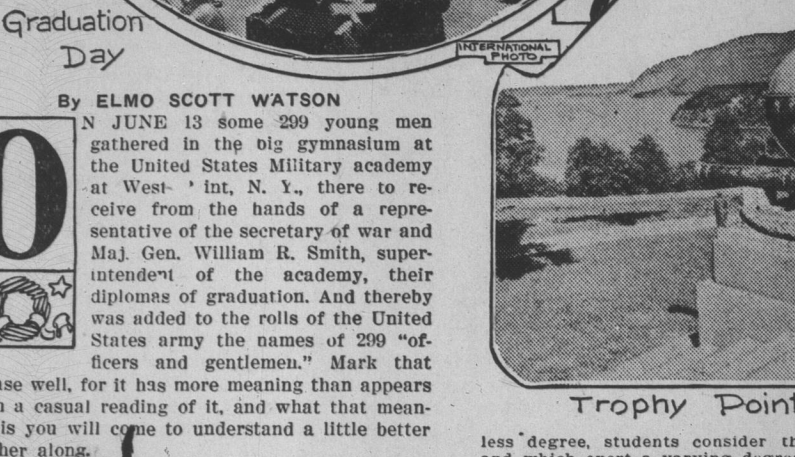 Graduation
Day
INTERNATIONAL
PHOTO
By ELMO SCOTT WATSON
ON JUNE 13 some 299 young men
gathered in the big gymnasium at
the United States Military academy
at West int, N. Y., there to re-
ceive from the hands of a repre-
sentative of the secretary of war and
Maj. Gen. William R. Smith, super-
intendent of the academy, their
diplomas of graduation. And thereby
was added to the rolls of the United
States army the names of 299 "of-
ficers and gentlemen." Mark that
well, for it has more meaning than appears
a casual reading of it, and what that mean-
is you will come to understand a little better
along.
Trophy Point
less degree, students consider